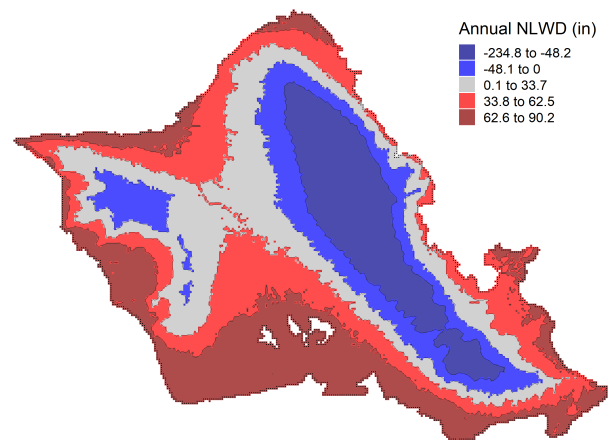 Annual NLWD (in)
-234.8 to -48.2
-48.1 to 0
0.1 to 33.7
33.8 to 62.5
62.6 to 90.2